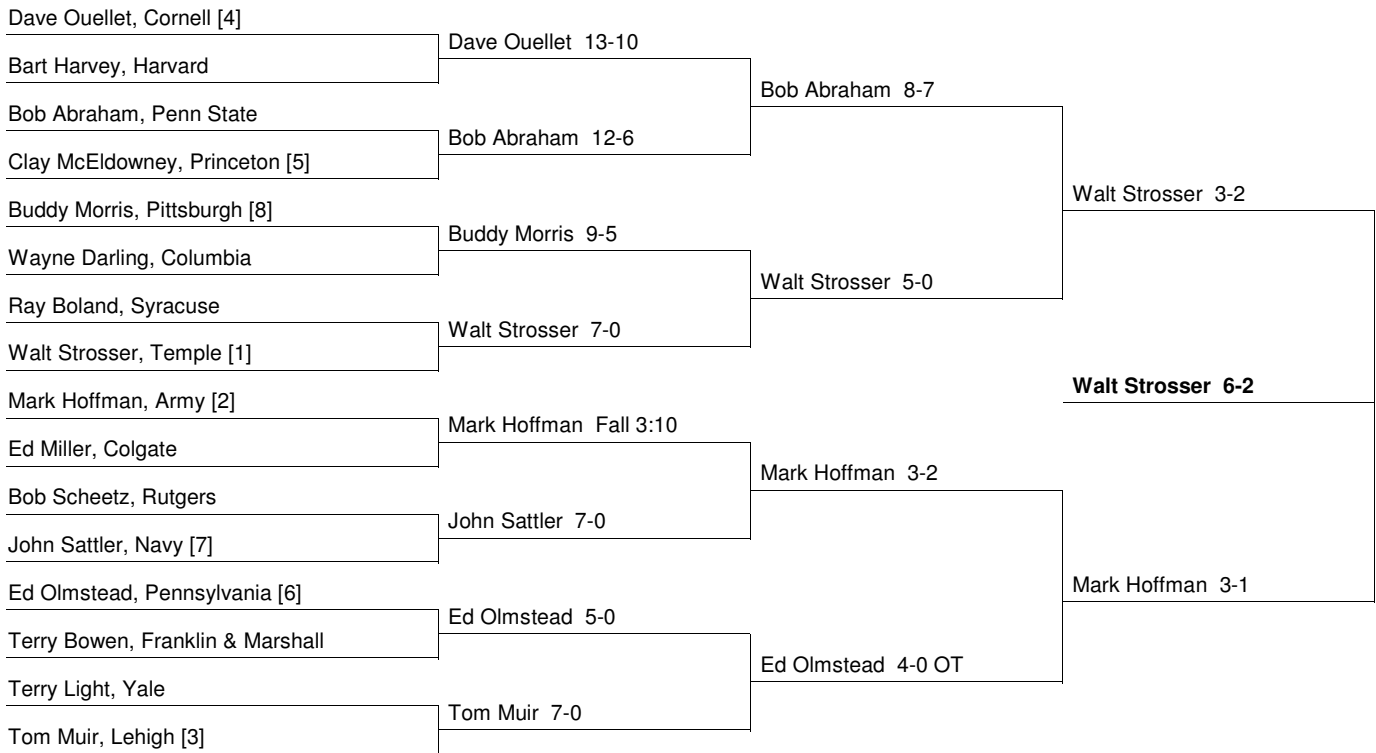 Dave Ouellet, Cornell [4]
Bart Harvey, Harvard
Bob Abraham, Penn State
Clay McEldowney, Princeton [5]
Buddy Morris, Pittsburgh [8]
Wayne Darling, Columbia
Ray Boland, Syracuse
Walt Strosser, Temple [1]
Mark Hoffman, Army [2]
Ed Miller, Colgate
Bob Scheetz, Rutgers
John Sattler, Navy [7]
Ed Olmstead, Pennsylvania [6]
Terry Bowen, Franklin & Marshall
Terry Light, Yale
Tom Muir, Lehigh [3]
Dave Ouellet 13-10
Bob Abraham 12-6
Buddy Morris 9-5
Walt Strosser 7-0
Mark Hoffman Fall 3:10
John Sattler 7-0
Ed Olmstead 5-0
Tom Muir 7-0
Bob Abraham 8-7
Walt Strosser 5-0
Mark Hoffman 3-2
Ed Olmstead 4-0 OT
Walt Strosser 3-2
Walt Strosser 6-2
Mark Hoffman 3-1